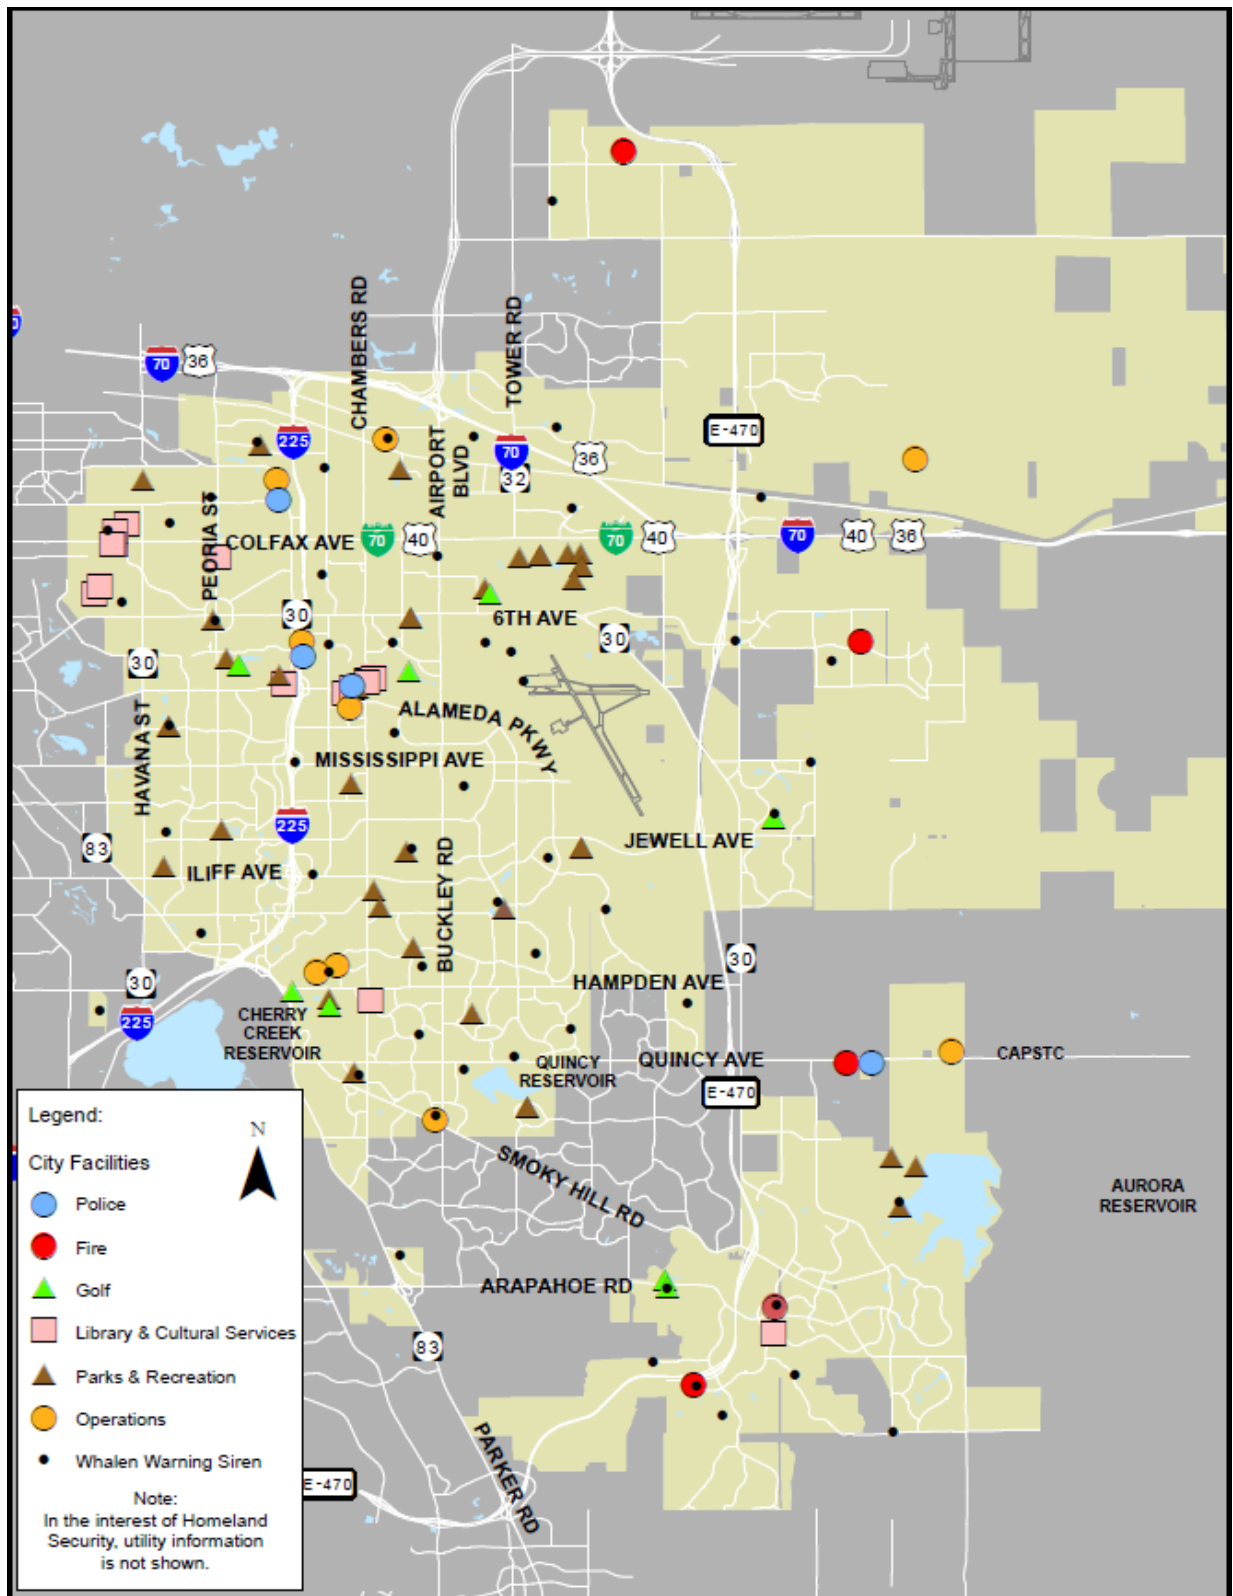 CHAMBERS RD
TOWER RD
70
36
225
AIRPORT
BLVD
70
32
36
E-470
PEORIA ST
COLFAX AVE
70
40
70
40
70
40
36
6TH AVE
30
30
30
HAVANA ST
ALAMEDA PKWY
MISSISSIPPI AVE
225
83
ILIFF AVE
JEWELL AVE
BUCKLEY RD
30
30
HAMPDEN AVE
225
CHERRY
CREEK
RESERVOIR
QUINCY
RESERVOIR
QUINCY AVE
CAPSTC
E-470
SMOKY HILL RD
AURORA
RESERVOIR
ARAPAHOE RD
83
PARKER RD
E-470
Legend:
N
City Facilities
Police
Fire
Golf
Library & Cultural Services
Parks & Recreation
Operations
Whalen Warning Siren
Note:
In the interest of Homeland
Security, utility information
is not shown.